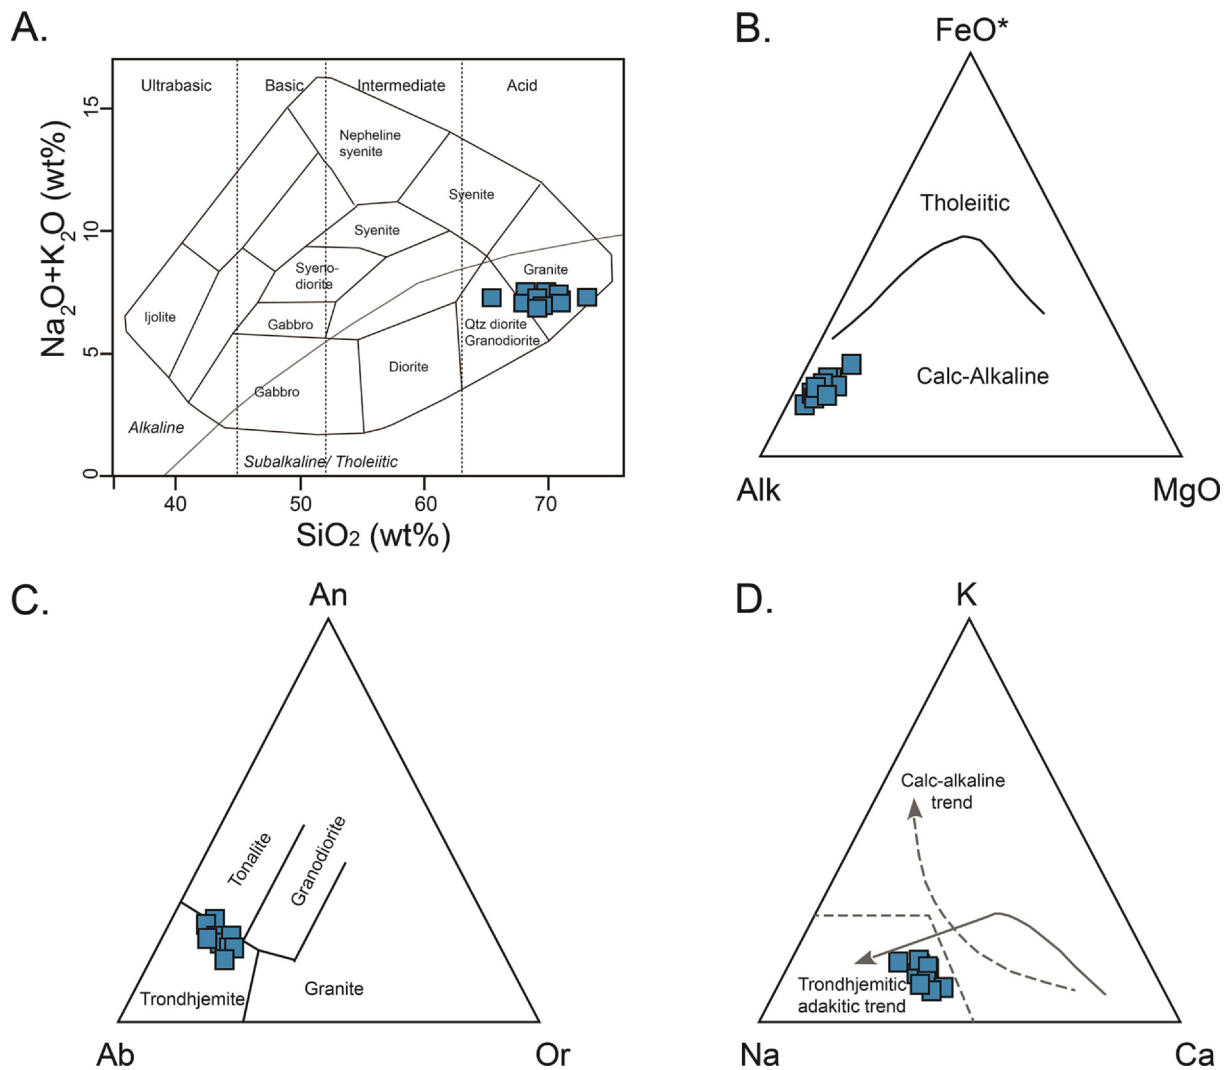 A.
Ultrabasic
Basic
Intermediate
Acid
Nepheline
syenite
Syenite
Syenite
Syeno-
diorite
Granite
Ijolite
Gabbro
Qtz diorite
Granodiorite
Diorite
Gabbro
Alkaline
Subalkaline/ Tholeiitic
0
5
10
15
Na2O+K2O (wt%)
40
50
60
70
SiO2 (wt%)
B.
FeO*
Tholeiitic
Calc-Alkaline
Alk
MgO
C.
An
Tonalite
Granodiorite
Trondhjemite
Granite
Ab
Or
D.
K
Calc-alkaline
trend
Trondhjemitic
adakitic trend
Na
Ca